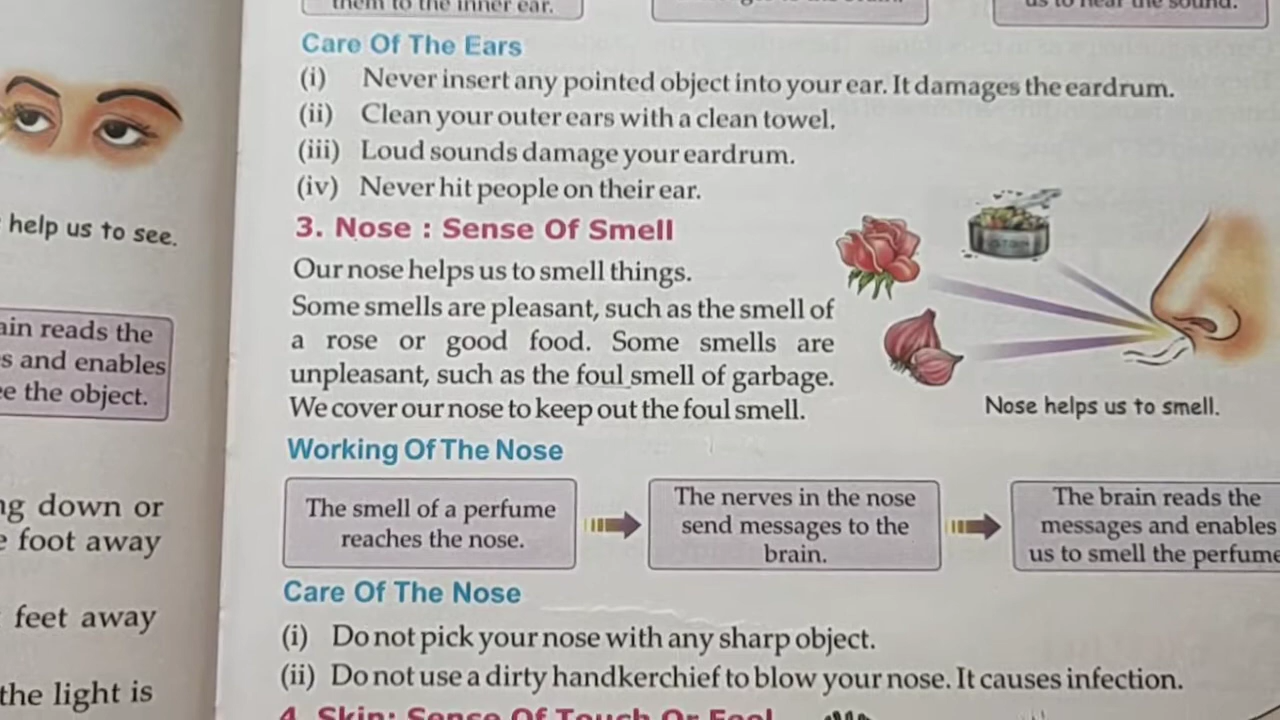 them to the inner ear.
us to hear the sound.
Care Of The Ears
(i) Never insert any pointed object into your ear. It damages the eardrum.
(ii) Clean your outer ears with a clean towel.
(iii) Loud sounds damage your eardrum.
(iv) Never hit people on their ear.
3. Nose : Sense Of Smell
Our nose helps us to smell things.
Some smells are pleasant, such as the smell of
a rose or good food. Some smells are
unpleasant, such as the foul smell of garbage.
We cover our nose to keep out the foul smell.
Nose helps us to smell.
Working Of The Nose
The smell of a perfume
reaches the nose.
The nerves in the nose
send messages to the
brain.
The brain reads the
messages and enables
us to smell the perfume
Care Of The Nose
(i) Do not pick your nose with any sharp object.
(ii) Do not use a dirty handkerchief to blow your nose. It causes infection.
4. Skin: Sense Of Touch Or Feel
help us to see.
reads the
and enables
the object.
down or
foot away
feet away
the light is